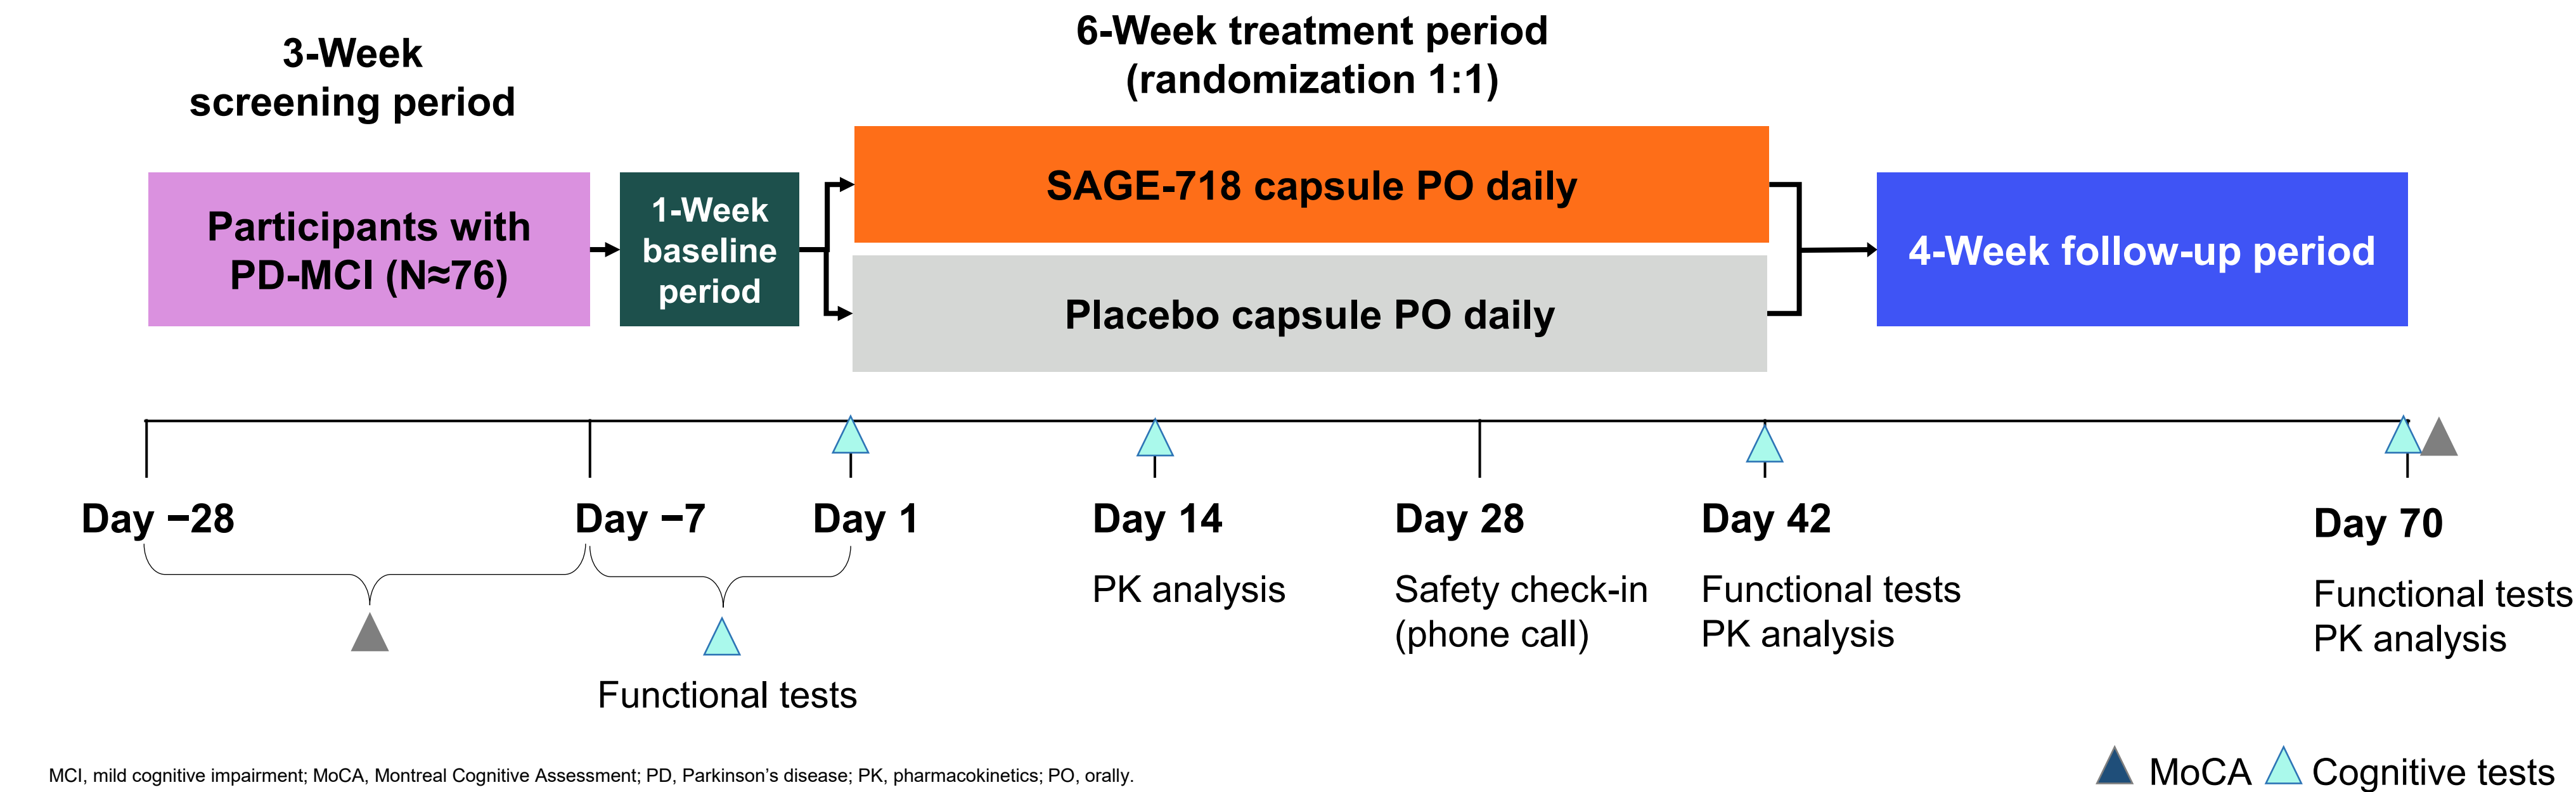 3-Week
screening period
6-Week treatment period
(randomization 1:1)
Participants with
PD-MCI (N≈76)
1-Week
baseline
period
SAGE-718 capsule PO daily
Placebo capsule PO daily
4-Week follow-up period
Day −28
Day −7
Day 1
Day 14
Day 28
Day 42
Day 70
PK analysis
Safety check-in
(phone call)
Functional tests
PK analysis
Functional tests
PK analysis
Functional tests
MCI, mild cognitive impairment; MoCA, Montreal Cognitive Assessment; PD, Parkinson’s disease; PK, pharmacokinetics; PO, orally.
MoCA
Cognitive tests